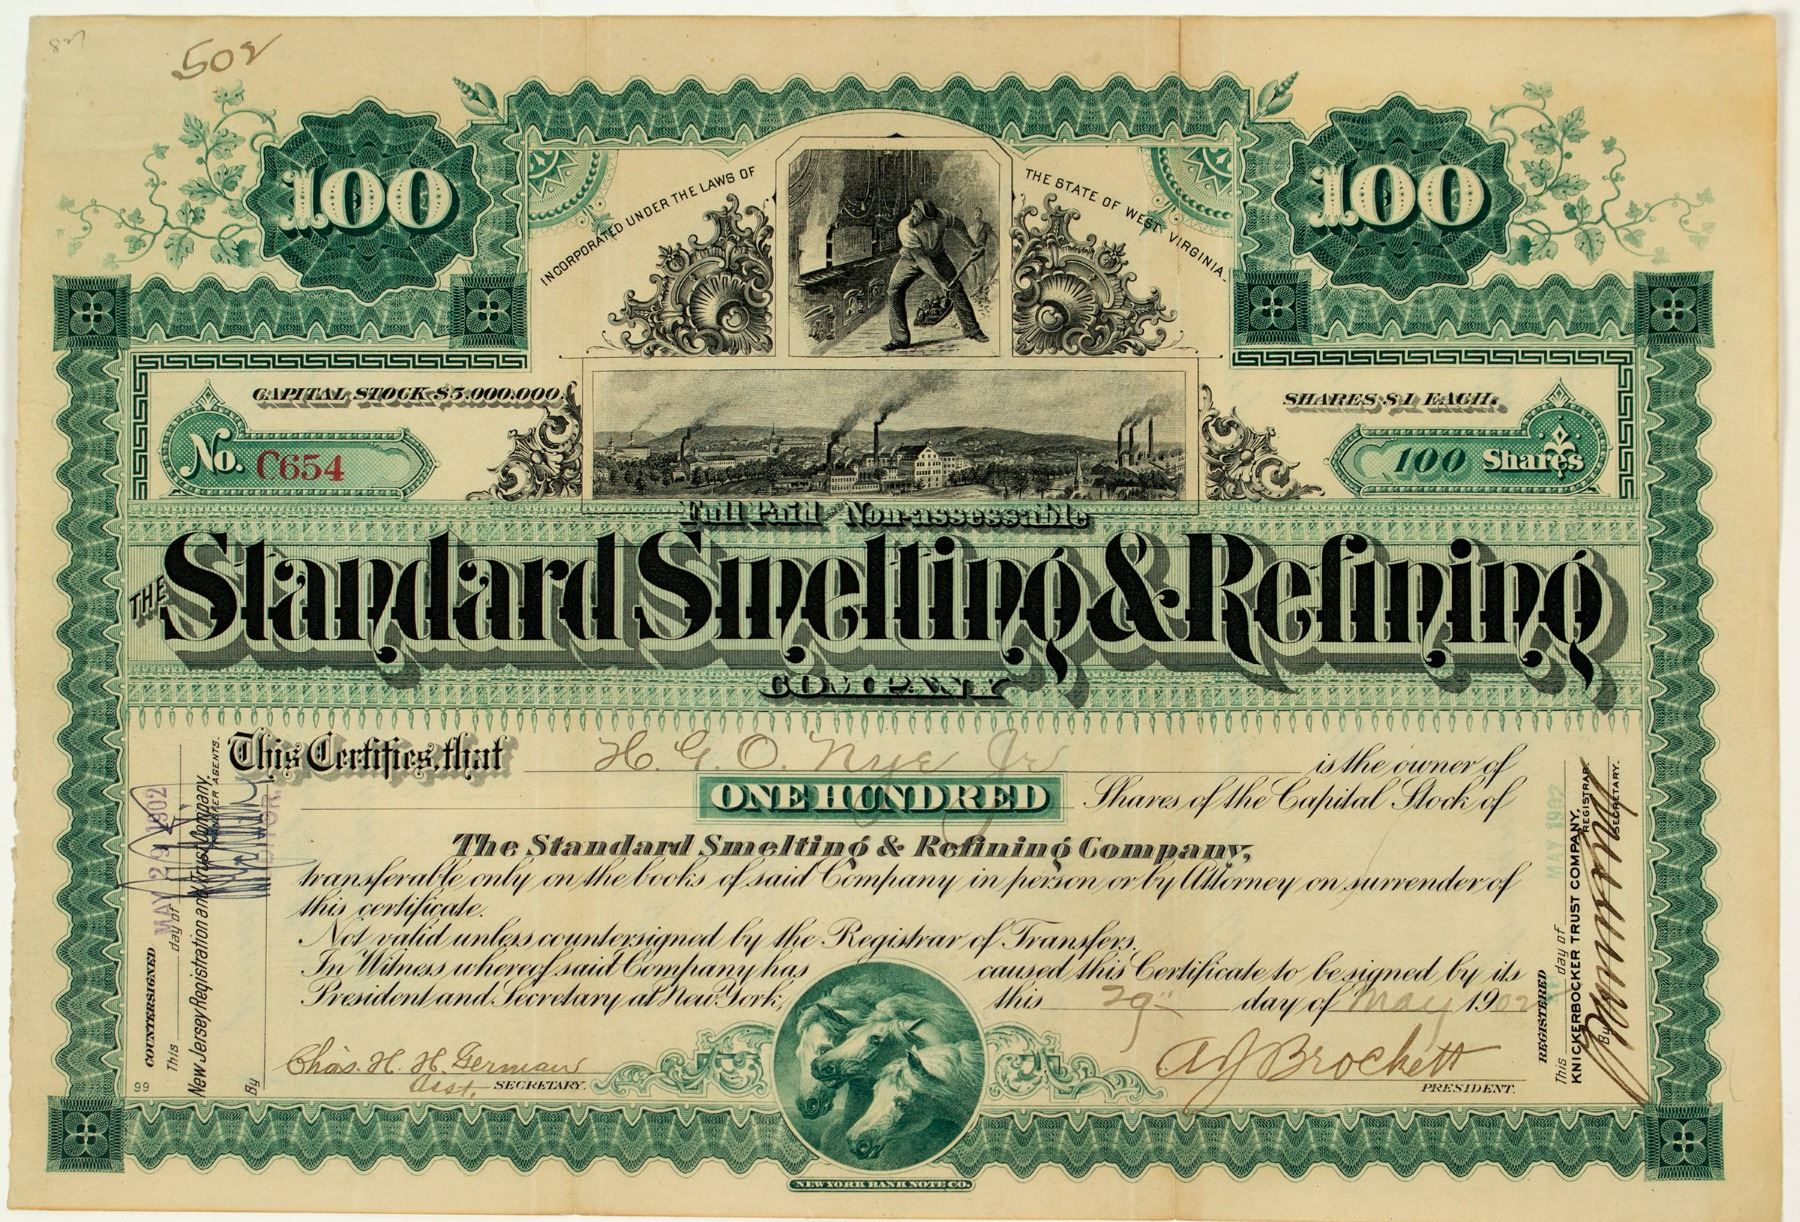 827
502
100
100
INCORPORATED UNDER THE LAWS OF
THE STATE OF WEST VIRGINIA.
CAPITAL STOCK $5,000,000.
SHARES $1 EACH.
No. C654
100 Shares
Full Paid and Non-assessable
THE Standard Smelting & Refining
COMPANY
This Certifies, that H. G. O. Nye Jr is the owner of
ONE HUNDRED Shares of the Capital Stock of
The Standard Smelting & Refining Company,
transferable only on the books of said Company in person or by Attorney on surrender of
this certificate.
Not valid unless countersigned by the Registrar of Transfers.
In Witness whereof said Company has caused this Certificate to be signed by its
President and Secretary at New York, this 29" day of May 1902
Chas. H. H. German
Asst. SECRETARY.
A J Brockett
PRESIDENT.
NEW YORK BANK NOTE CO.
99
COUNTERSIGNED
This day of
MAY 29 1902
New Jersey Registration and Trust Company,
TRANSFER AGENTS.
By
REGISTERED
This day of
MAY 1902
KNICKERBOCKER TRUST COMPANY,
REGISTRAR.
By
SECRETARY.